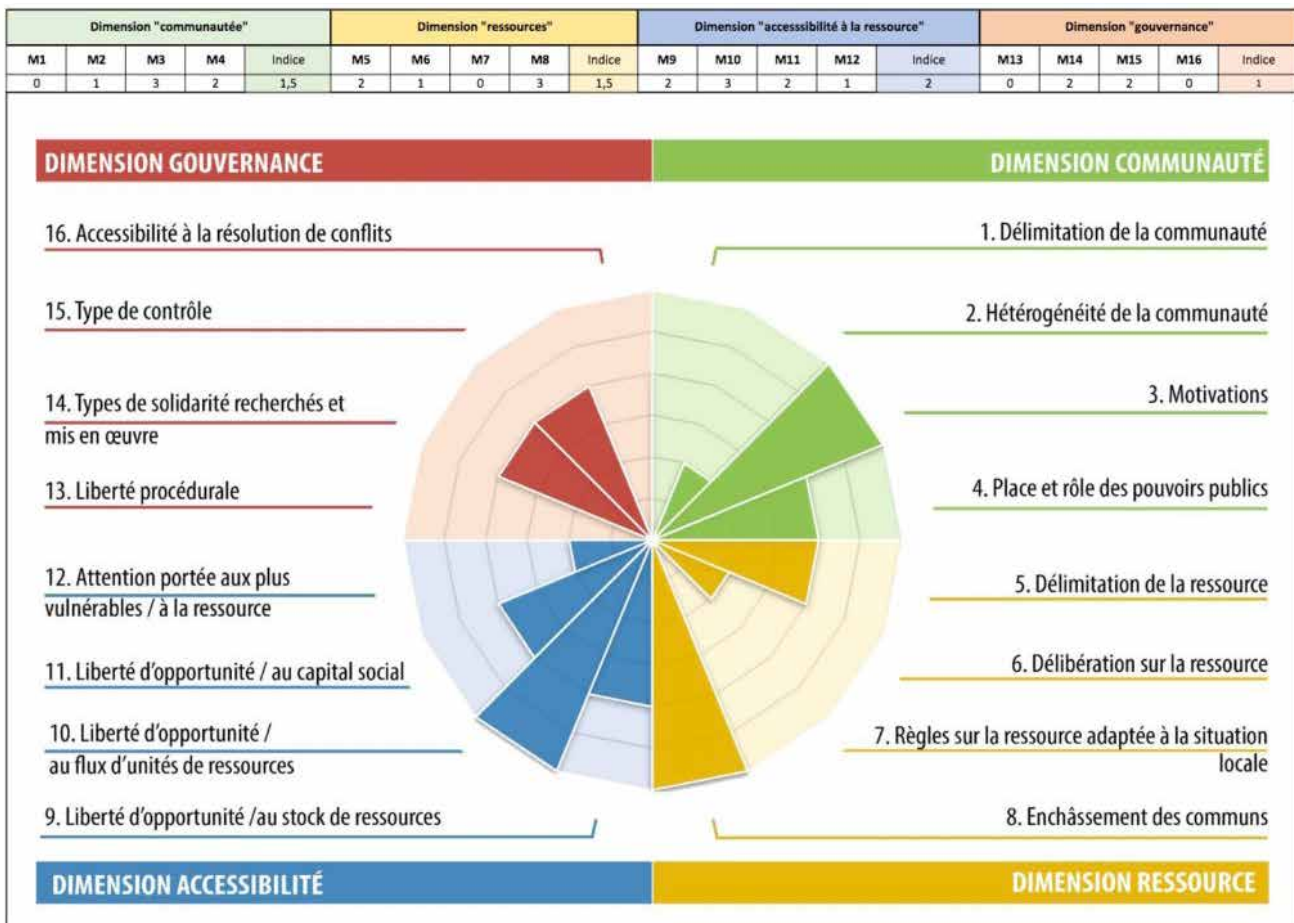 Dimension "communautée" Dimension "ressources" Dimension "accesssibilité à la ressource" Dimension "gouvernance"
M1 M2 M3 M4 Indice M5 M6 M7 M8 Indice M9 M10 M11 M12 Indice M13 M14 M15 M16 Indice
0 1 3 2 1,5 2 1 0 3 1,5 2 3 2 1 2 0 2 2 0 1
DIMENSION GOUVERNANCE
DIMENSION COMMUNAUTÉ
16. Accessibilité à la résolution de conflits
15. Type de contrôle
14. Types de solidarité recherchés et
mis en œuvre
13. Liberté procédurale
12. Attention portée aux plus
vulnérables / à la ressource
11. Liberté d'opportunité / au capital social
10. Liberté d'opportunité /
au flux d'unités de ressources
9. Liberté d'opportunité /au stock de ressources
1. Délimitation de la communauté
2. Hétérogénéité de la communauté
3. Motivations
4. Place et rôle des pouvoirs publics
5. Délimitation de la ressource
6. Délibération sur la ressource
7. Règles sur la ressource adaptée à la situation
locale
8. Enchâssement des communs
DIMENSION ACCESSIBILITÉ
DIMENSION RESSOURCE